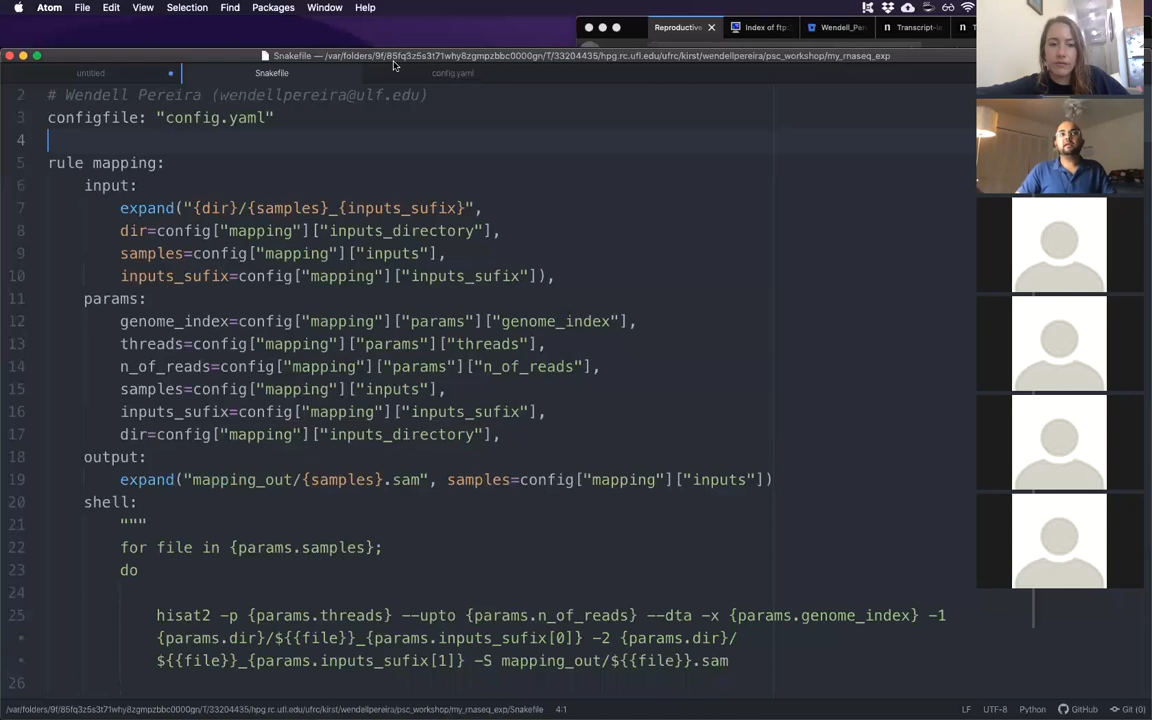 Atom File Edit View Selection Find Packages Window Help
Reproductive Index of ftp. Wendell_Pe Transcript-le
Snakefile — /var/folders/9f/85fq3z5s3t71why8zgmpzbbc0000gn/T/33204435/hpg.rc.ufl.edu/ufrc/kirst/wendellpereira/psc_workshop/my_rnaseq_exp
untitled Snakefile config.yaml
2 # Wendell Pereira (wendellpereira@ulf.edu)
3 configfile: "config.yaml"
4
5 rule mapping:
6 input:
7 expand("{dir}/{samples}_{inputs_sufix}",
8 dir=config["mapping"]["inputs_directory"],
9 samples=config["mapping"]["inputs"],
10 inputs_sufix=config["mapping"]["inputs_sufix"]),
11 params:
12 genome_index=config["mapping"]["params"]["genome_index"],
13 threads=config["mapping"]["params"]["threads"],
14 n_of_reads=config["mapping"]["params"]["n_of_reads"],
15 samples=config["mapping"]["inputs"],
16 inputs_sufix=config["mapping"]["inputs_sufix"],
17 dir=config["mapping"]["inputs_directory"],
18 output:
19 expand("mapping_out/{samples}.sam", samples=config["mapping"]["inputs"])
20 shell:
21 """
22 for file in {params.samples};
23 do
24
25 hisat2 -p {params.threads} --upto {params.n_of_reads} --dta -x {params.genome_index} -1
{params.dir}/${{file}}_{params.inputs_sufix[0]} -2 {params.dir}/
${{file}}_{params.inputs_sufix[1]} -S mapping_out/${{file}}.sam
26
/var/folders/9f/85fq3z5s3t71why8zgmpzbbc0000gn/T/33204435/hpg.rc.ufl.edu/ufrc/kirst/wendellpereira/psc_workshop/my_rnaseq_exp/Snakefile 4:1 LF UTF-8 Python GitHub Git (0)